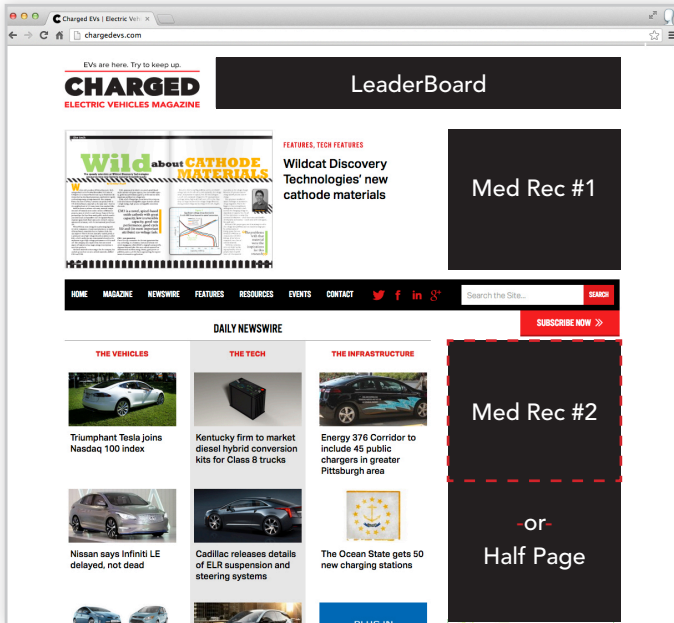 Charged EVs | Electric Veh
chargedevs.com
EVs are here. Try to keep up.
CHARGED
ELECTRIC VEHICLES MAGAZINE
LeaderBoard
Wild about CATHODE
MATERIALS
FEATURES, TECH FEATURES
Wildcat Discovery
Technologies' new
cathode materials
Med Rec #1
HOME MAGAZINE NEWSWIRE FEATURES RESOURCES EVENTS CONTACT
Search the Site...
SEARCH
SUBSCRIBE NOW
DAILY NEWSWIRE
THE VEHICLES
THE TECH
THE INFRASTRUCTURE
Triumphant Tesla joins
Nasdaq 100 index
Kentucky firm to market
diesel hybrid conversion
kits for Class 8 trucks
Energy 376 Corridor to
include 45 public
chargers in greater
Pittsburgh area
Med Rec #2
-or-
Half Page
Nissan says Infiniti LE
delayed, not dead
Cadillac releases details
of ELR suspension and
steering systems
The Ocean State gets 50
new charging stations